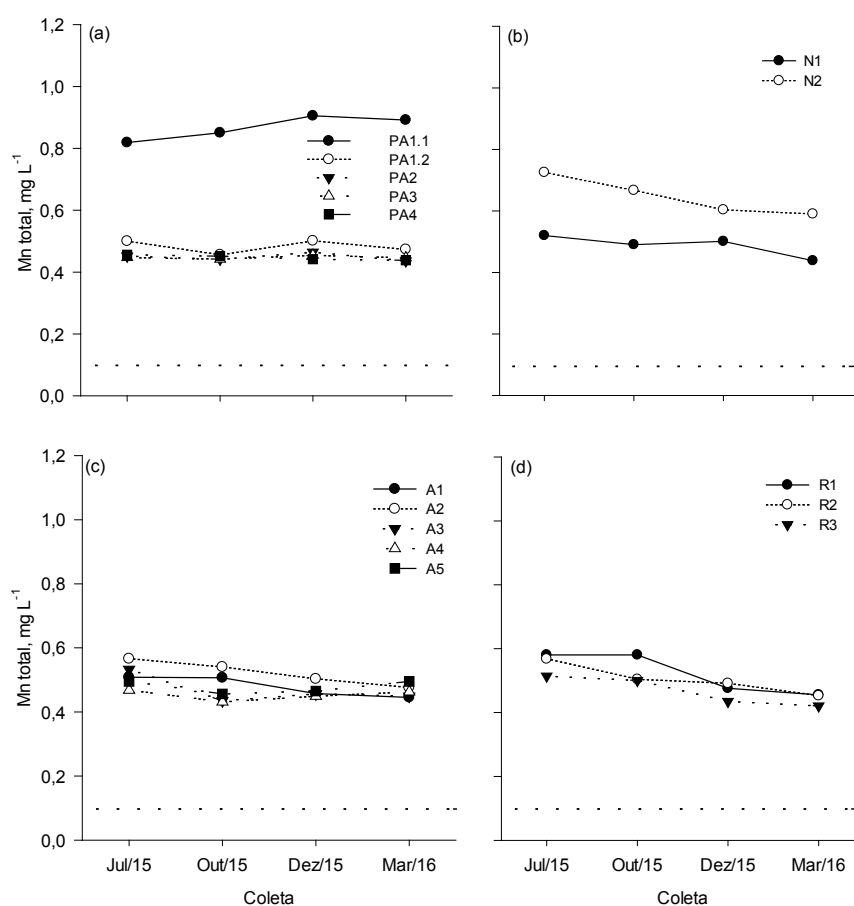 (a)
Mn total, mg L⁻¹
1,2
1,0
0,8
0,6
0,4
0,2
0,0
PA1.1
PA1.2
PA2
PA3
PA4
(b)
N1
N2
(c)
Mn total, mg L⁻¹
1,2
1,0
0,8
0,6
0,4
0,2
0,0
A1
A2
A3
A4
A5
Jul/15 Out/15 Dez/15 Mar/16
Coleta
(d)
R1
R2
R3
Jul/15 Out/15 Dez/15 Mar/16
Coleta